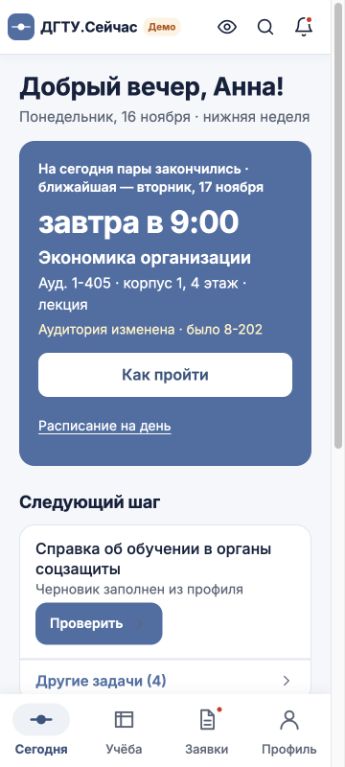 ДГТУ.Сейчас Демо
Добрый вечер, Анна!
Понедельник, 16 ноября · нижняя неделя
На сегодня пары закончились ·
ближайшая — вторник, 17 ноября
завтра в 9:00
Экономика организации
Ауд. 1-405 · корпус 1, 4 этаж ·
лекция
Аудитория изменена · было 8-202
Как пройти
Расписание на день
Следующий шаг
Справка об обучении в органы
соцзащиты
Черновик заполнен из профиля
Проверить
Другие задачи (4)
Сегодня Учёба Заявки Профиль